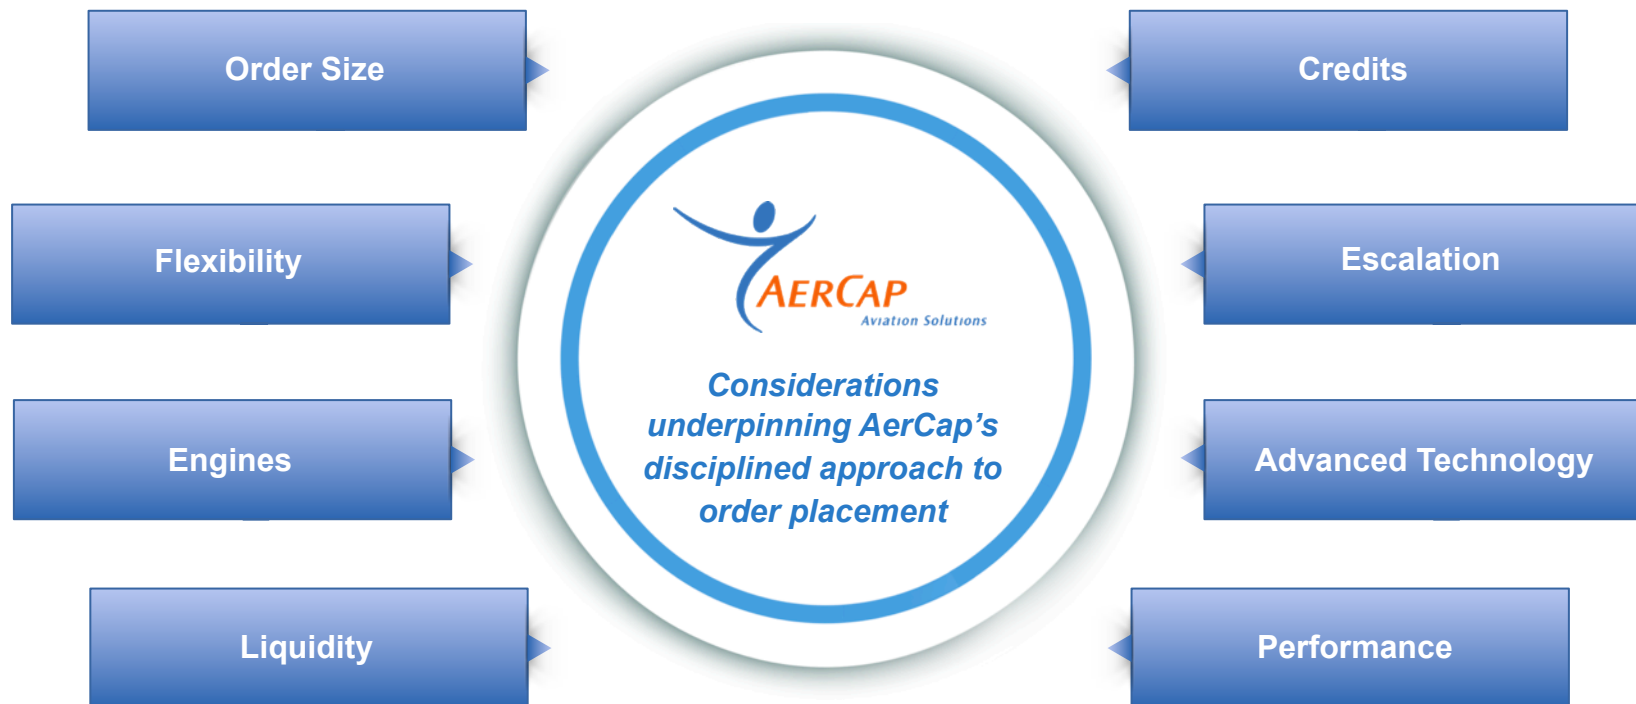 Order Size
Flexibility
Engines
Liquidity
AERCAP
Aviation Solutions
Considerations
underpinning AerCap’s
disciplined approach to
order placement
Credits
Escalation
Advanced Technology
Performance